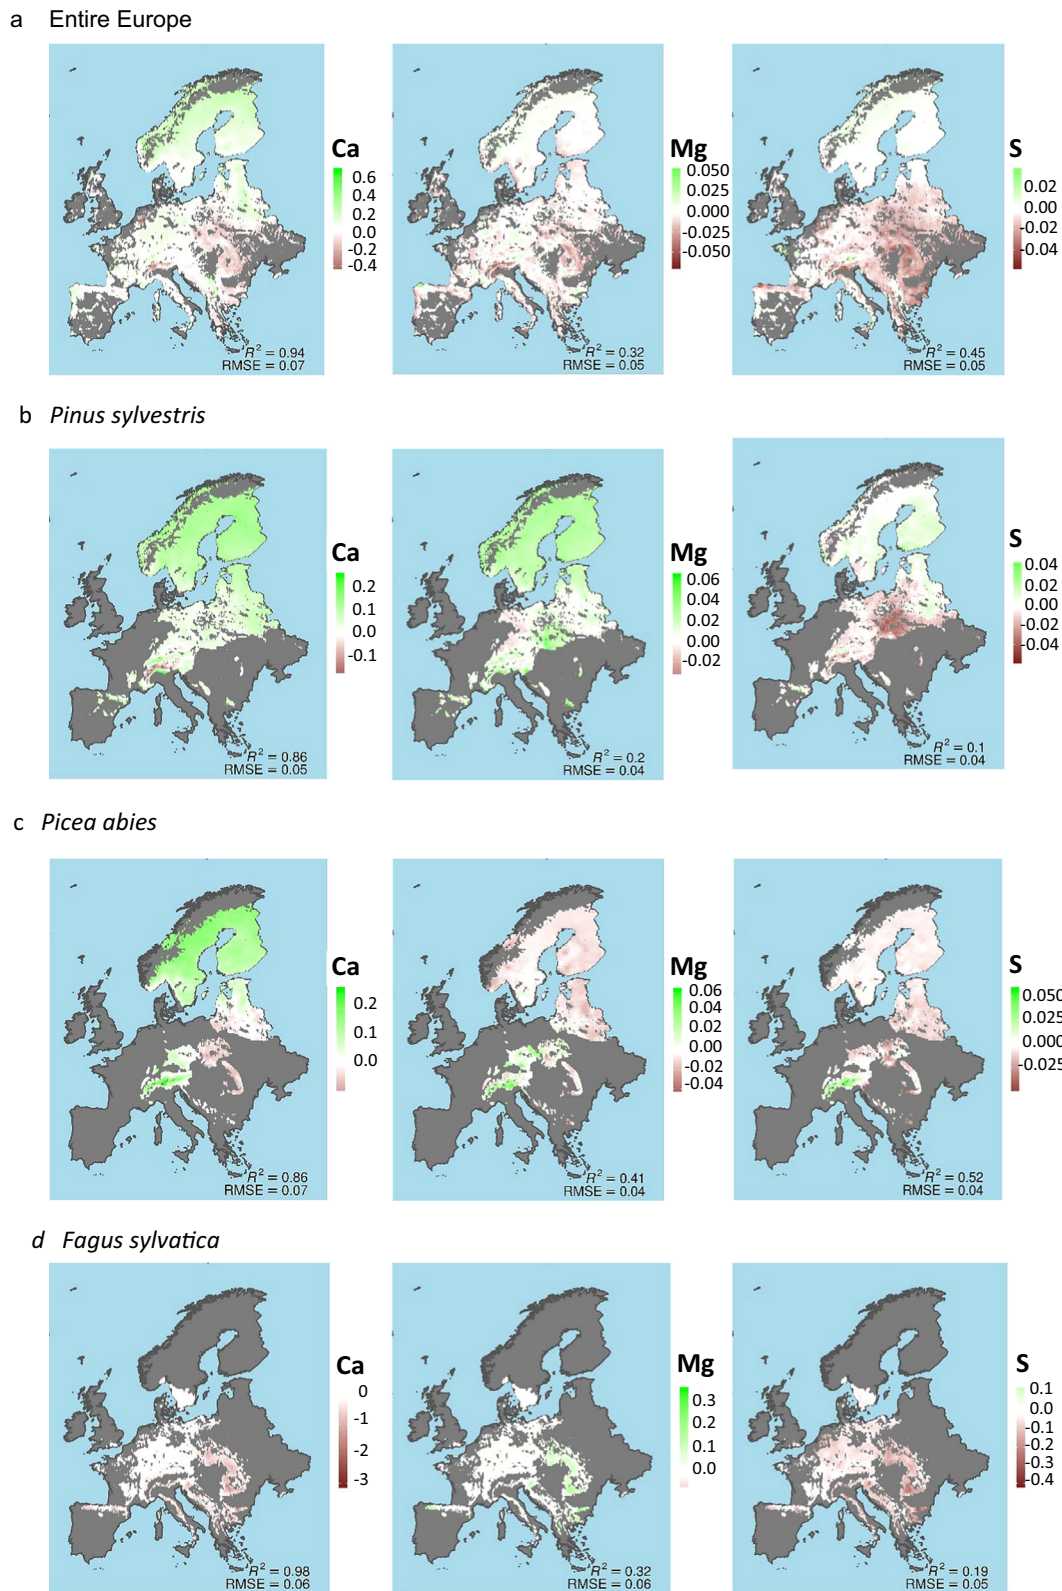 a Entire Europe
Ca
0.6
0.4
0.2
0.0
-0.2
-0.4
R² = 0.94
RMSE = 0.07
Mg
0.050
0.025
0.000
-0.025
-0.050
R² = 0.32
RMSE = 0.05
S
0.02
0.00
-0.02
-0.04
R² = 0.45
RMSE = 0.05
b Pinus sylvestris
Ca
0.2
0.1
0.0
-0.1
R² = 0.86
RMSE = 0.05
Mg
0.06
0.04
0.02
0.00
-0.02
R² = 0.2
RMSE = 0.04
S
0.04
0.02
0.00
-0.02
-0.04
R² = 0.1
RMSE = 0.04
c Picea abies
Ca
0.2
0.1
0.0
R² = 0.86
RMSE = 0.07
Mg
0.06
0.04
0.02
0.00
-0.02
-0.04
R² = 0.41
RMSE = 0.04
S
0.050
0.025
0.000
-0.025
R² = 0.52
RMSE = 0.04
d Fagus sylvatica
Ca
0
-1
-2
-3
R² = 0.98
RMSE = 0.06
Mg
0.3
0.2
0.1
0.0
R² = 0.32
RMSE = 0.06
S
0.1
0.0
-0.1
-0.2
-0.3
-0.4
R² = 0.19
RMSE = 0.05